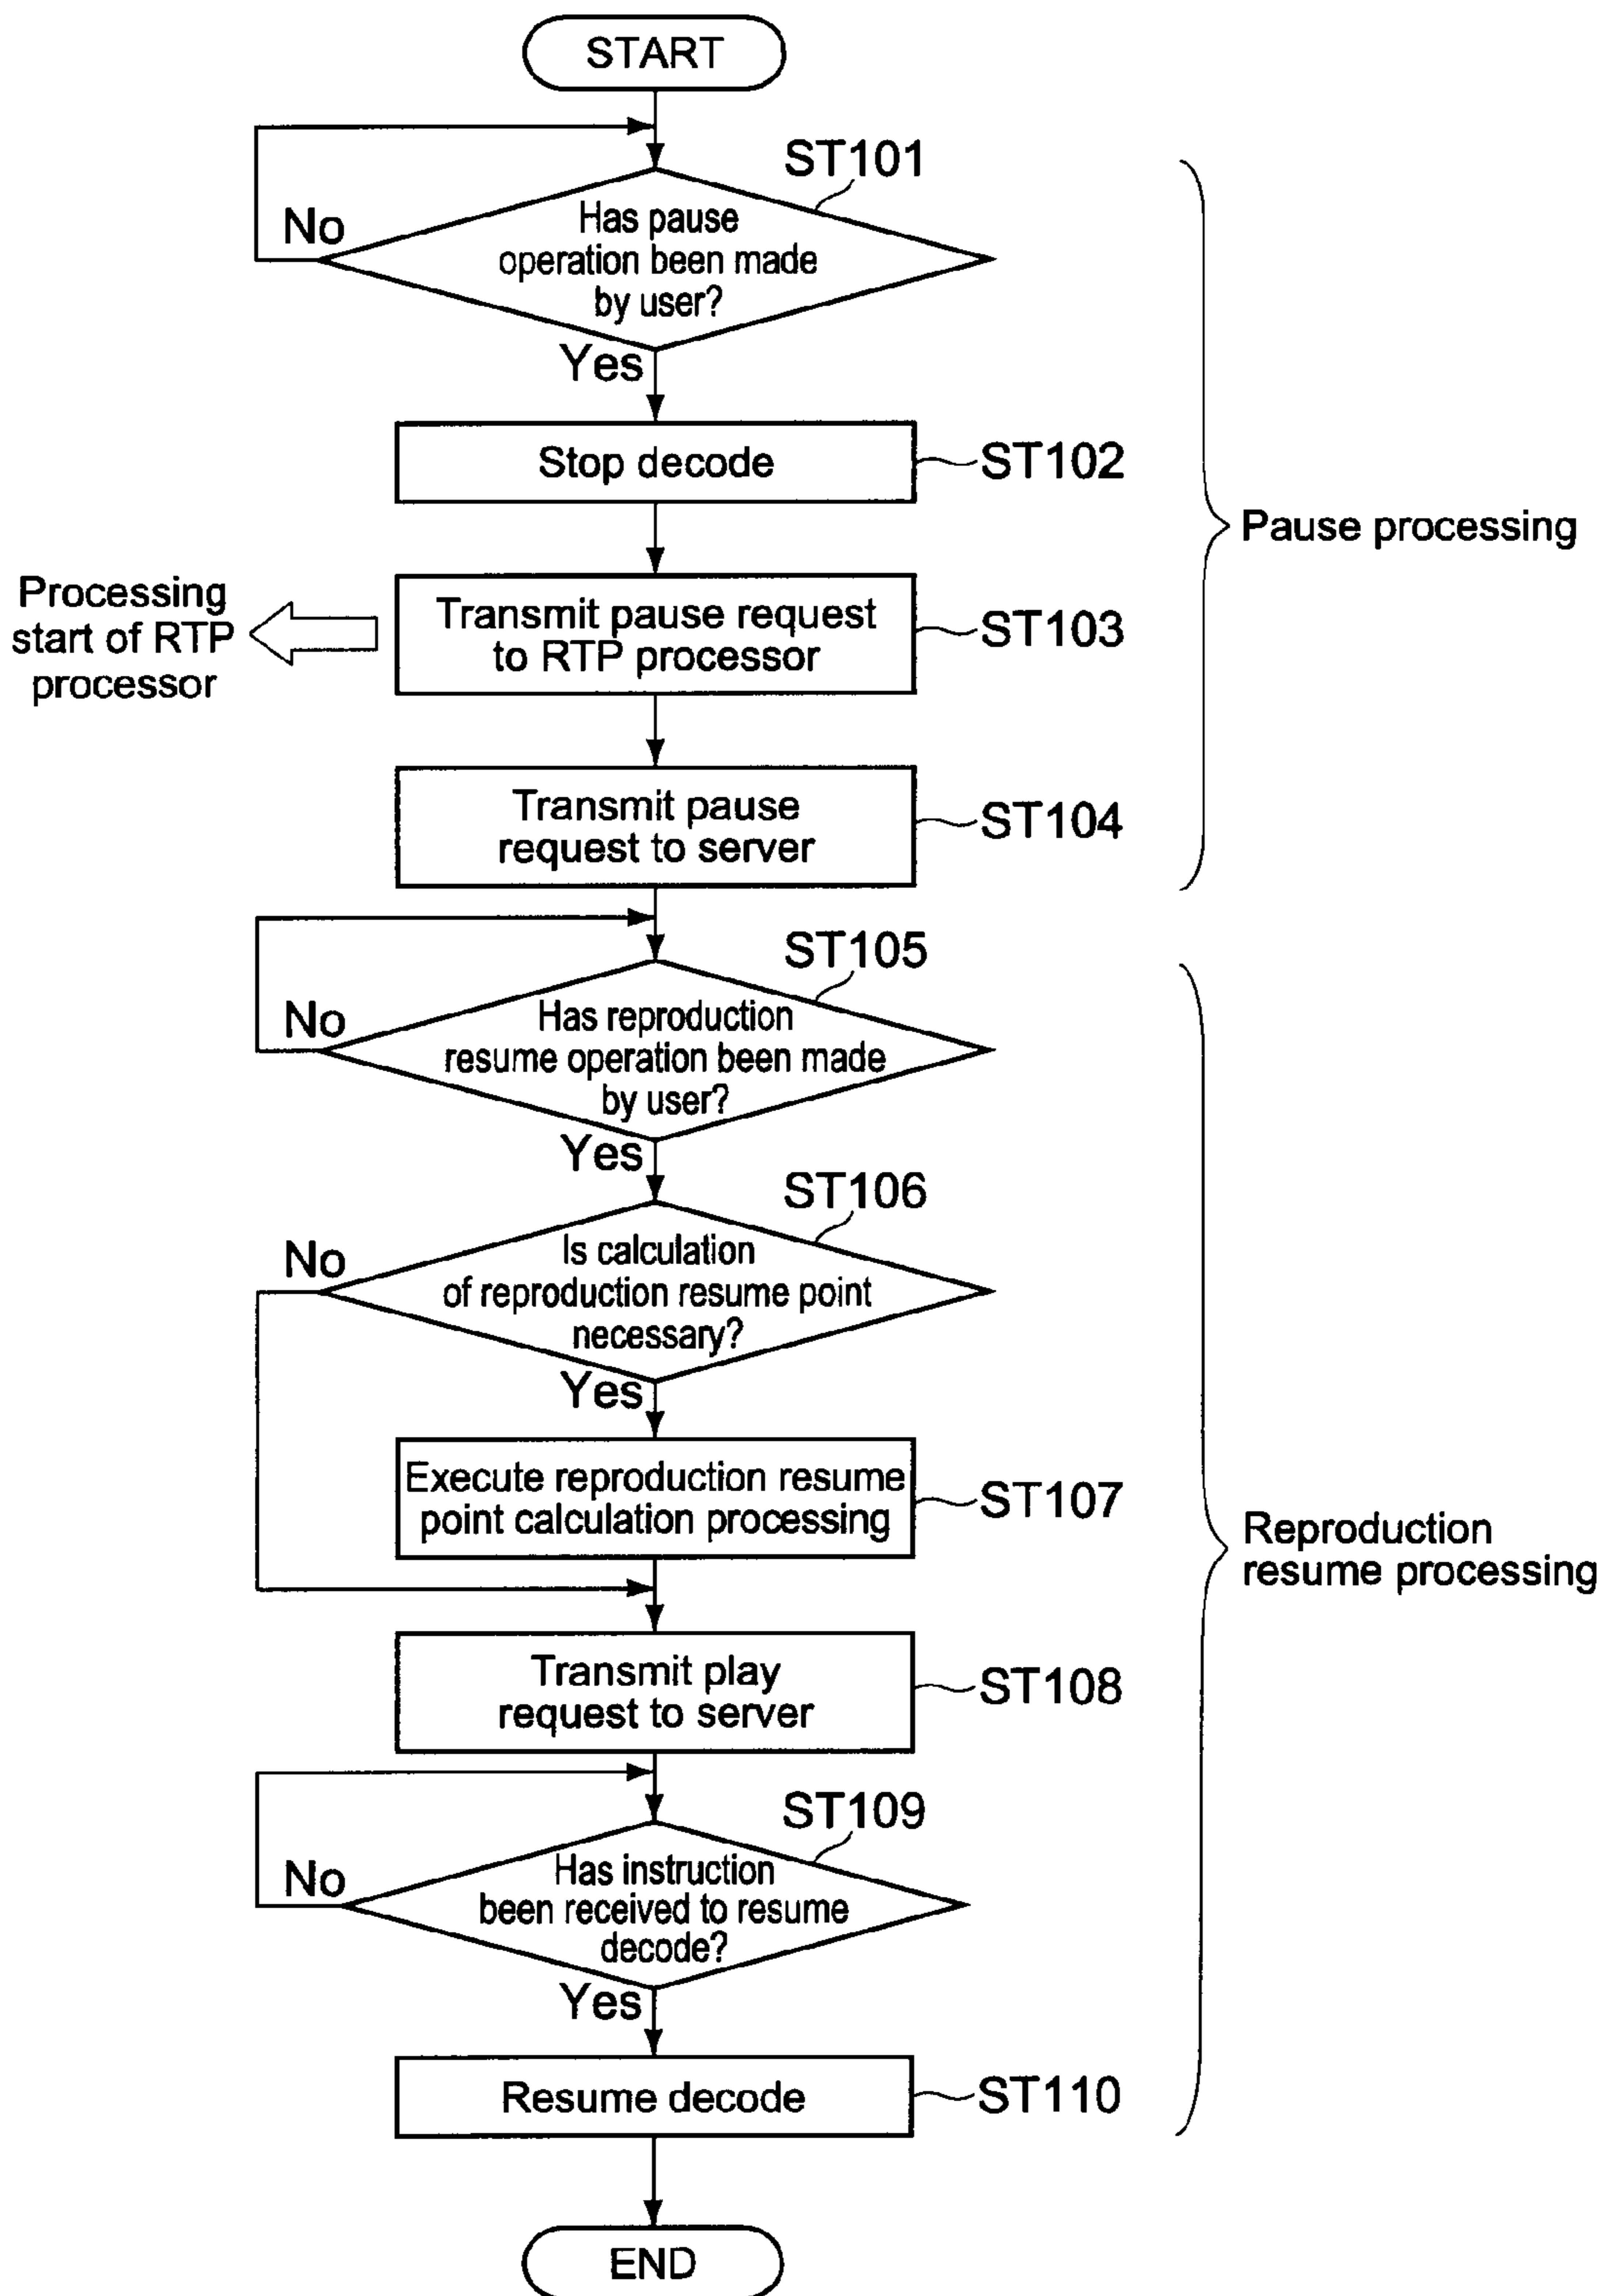 START
ST101
No
Has pause
operation been made
by user?
Yes
Stop decode
ST102
Pause processing
Processing
start of RTP
processor
Transmit pause request
to RTP processor
ST103
Transmit pause
request to server
ST104
ST105
No
Has reproduction
resume operation been made
by user?
Yes
ST106
No
Is calculation
of reproduction resume point
necessary?
Yes
Execute reproduction resume
point calculation processing
ST107
Reproduction
resume processing
Transmit play
request to server
ST108
ST109
No
Has instruction
been received to resume
decode?
Yes
Resume decode
ST110
END